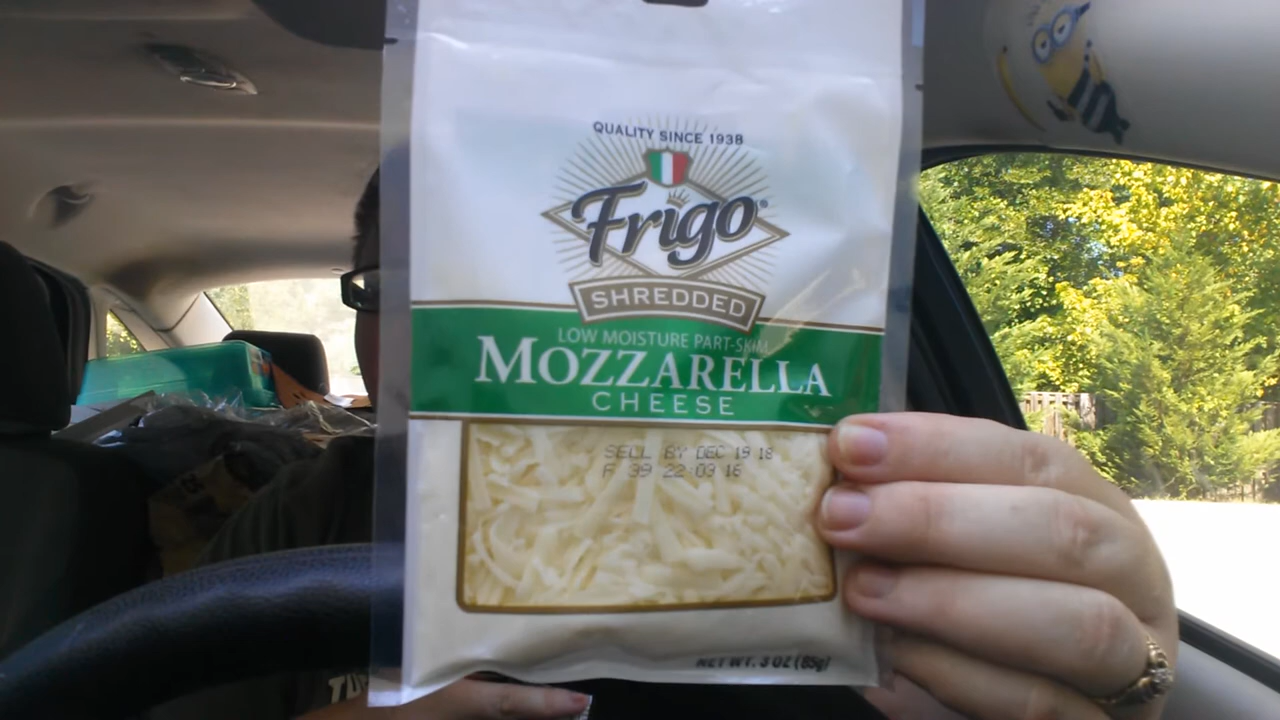 QUALITY SINCE 1938
Frigo®
SHREDDED
LOW MOISTURE PART-SKIM
MOZZARELLA
CHEESE
SELL BY DEC 19 18
F 39 22:03 16
NET WT. 3 OZ (85g)